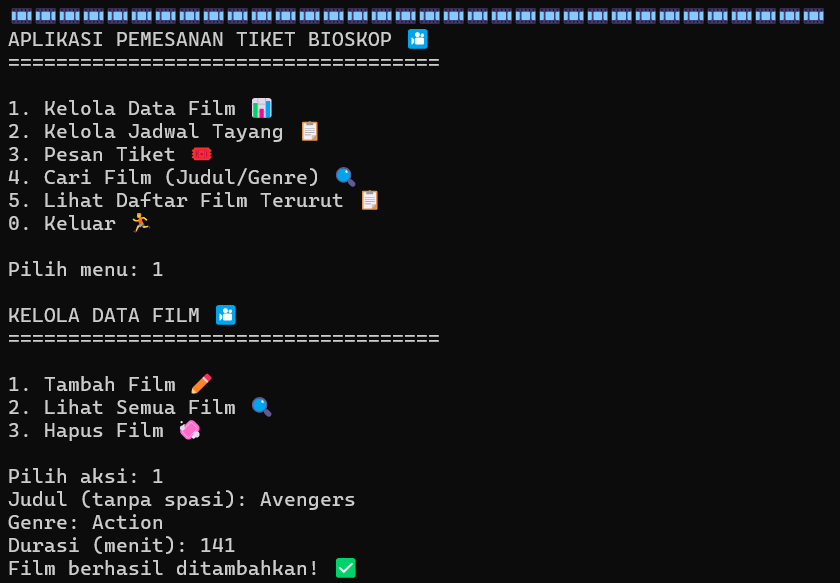 APLIKASI PEMESANAN TIKET BIOSKOP 🎦
====================================
1. Kelola Data Film 📊
2. Kelola Jadwal Tayang 📋
3. Pesan Tiket 🎟️
4. Cari Film (Judul/Genre) 🔍
5. Lihat Daftar Film Terurut 📋
0. Keluar 🏃
Pilih menu: 1
KELOLA DATA FILM 🎦
====================================
1. Tambah Film ✏️
2. Lihat Semua Film 🔍
3. Hapus Film 🧼
Pilih aksi: 1
Judul (tanpa spasi): Avengers
Genre: Action
Durasi (menit): 141
Film berhasil ditambahkan! ✅